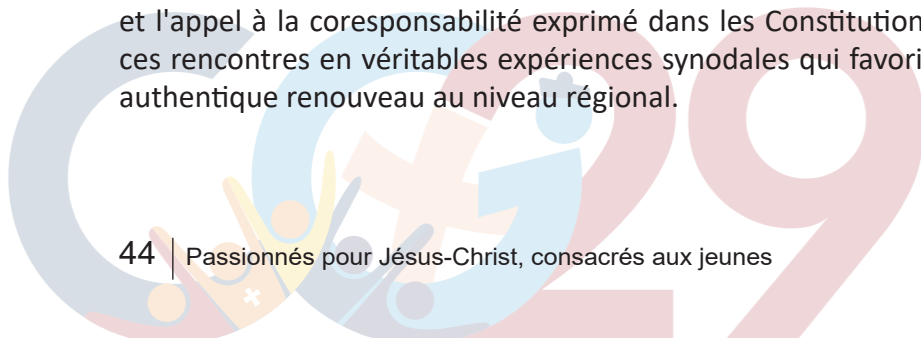 et l'appel à la coresponsabilité exprimé dans les Constitution
ces rencontres en véritables expériences synodales qui favori
authentique renouveau au niveau régional.
CG29
44 | Passionnés pour Jésus-Christ, consacrés aux jeunes